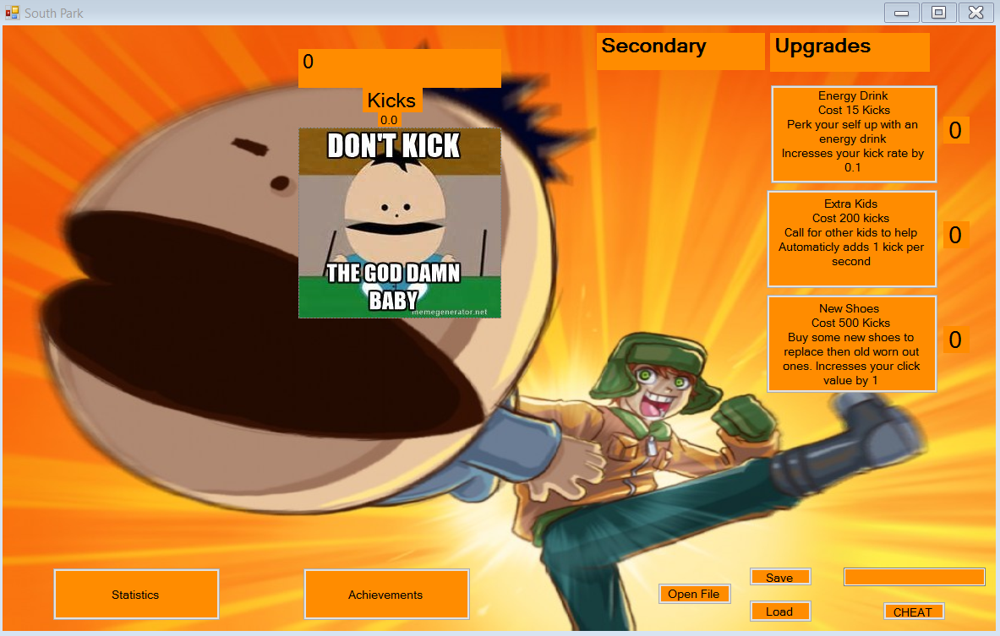 South Park
0
Kicks
0.0
DON'T KICK
THE GOD DAMN
BABY
memegenerator.net
Secondary
Upgrades
Energy Drink
Cost 15 Kicks
Perk your self up with an
energy drink
Incresses your kick rate by
0.1
0
Extra Kids
Cost 200 kicks
Call for other kids to help
Automaticly adds 1 kick per
second
0
New Shoes
Cost 500 Kicks
Buy some new shoes to
replace then old worn out
ones. Incresses your click
value by 1
0
Statistics
Achievements
Open File
Save
Load
CHEAT